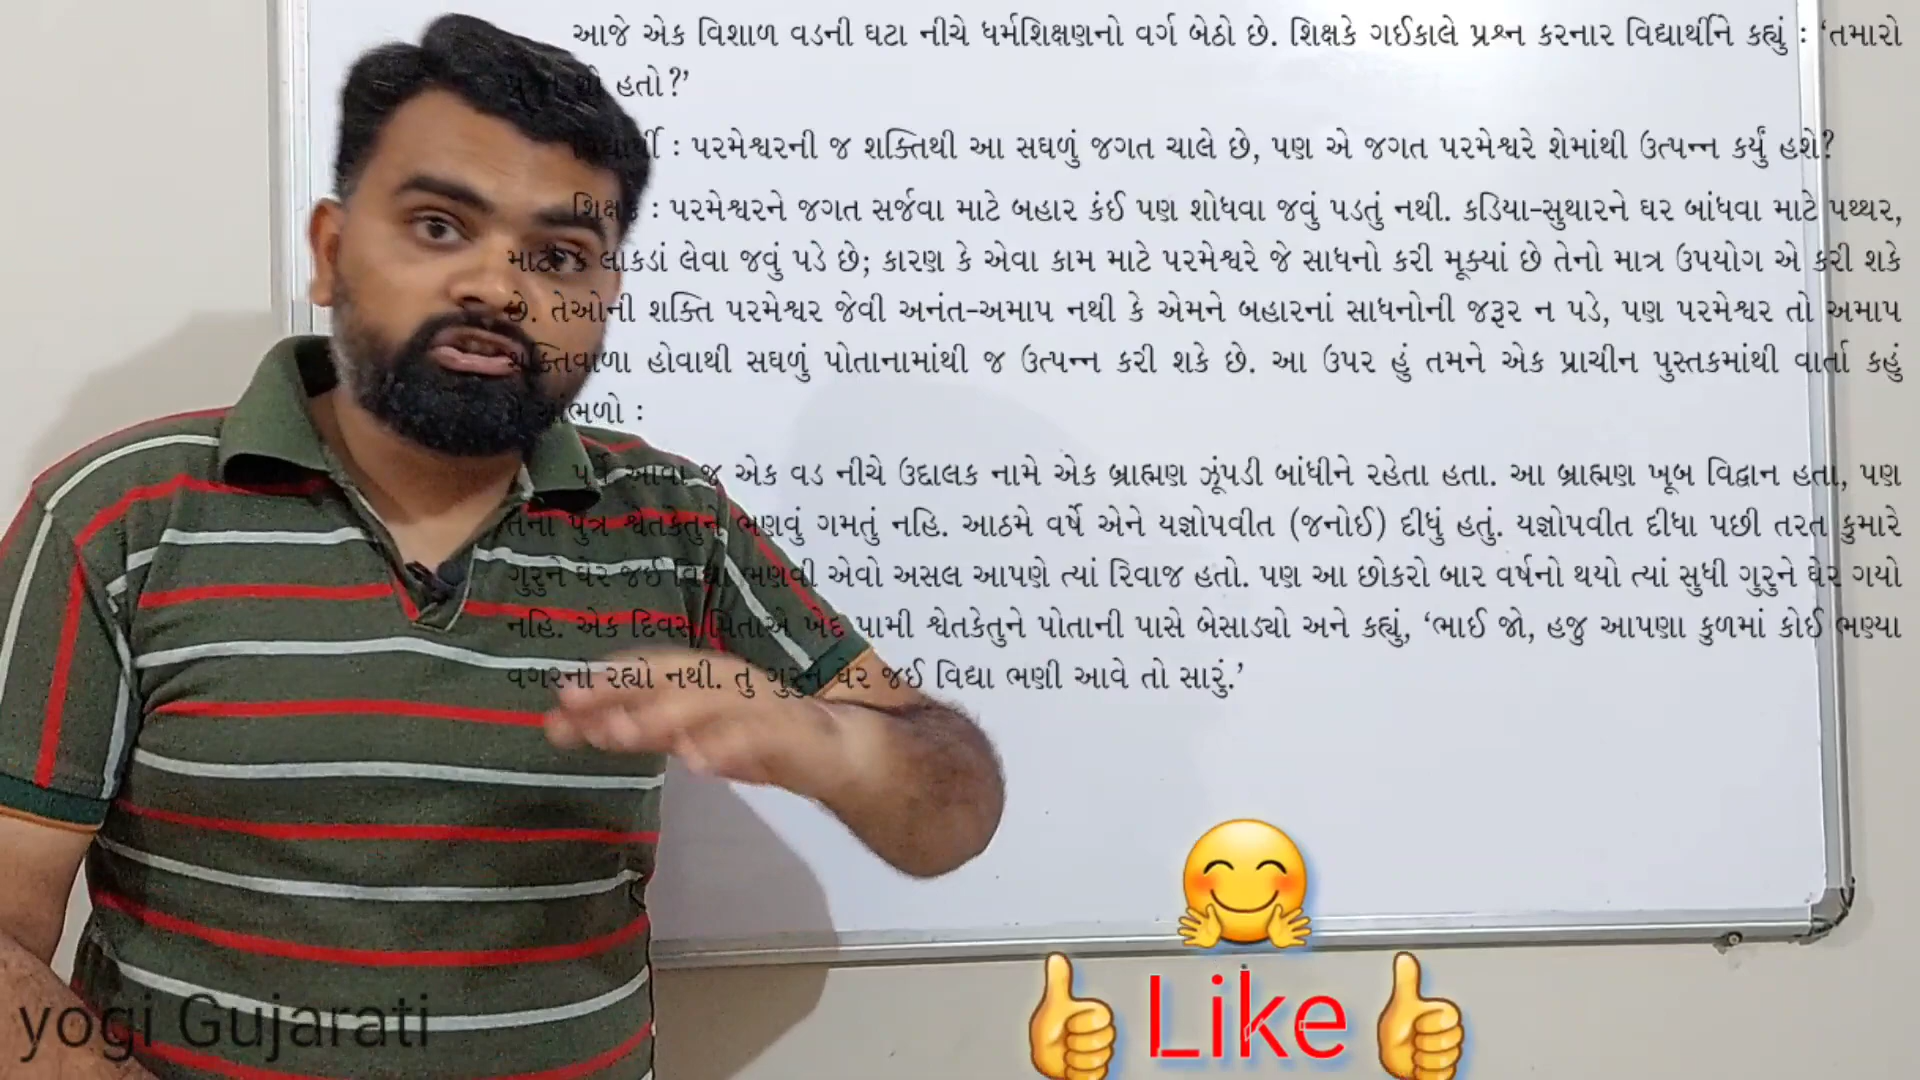 આજે એક વિશાળ વડની ઘટા નીચે ધર્મશિક્ષણનો વર્ગ બેઠો છે. શિક્ષકે ગઈકાલે પ્રશ્ન કરનાર વિદ્યાર્થીને કહ્યું : ‘તમારો
પ્રશ્ન શો હતો?’
વિદ્યાર્થી : પરમેશ્વરની જ શક્તિથી આ સઘળું જગત ચાલે છે, પણ એ જગત પરમેશ્વરે શેમાંથી ઉત્પન્ન કર્યું હશે?
શિક્ષક : પરમેશ્વરને જગત સર્જવા માટે બહાર કંઈ પણ શોધવા જવું પડતું નથી. કડિયા-સુથારને ઘર બાંધવા માટે પથ્થર,
માટી કે લાકડાં લેવા જવું પડે છે; કારણ કે એવા કામ માટે પરમેશ્વરે જે સાધનો કરી મૂક્યાં છે તેનો માત્ર ઉપયોગ એ કરી શકે
છે. તેઓની શક્તિ પરમેશ્વર જેવી અનંત-અમાપ નથી કે એમને બહારનાં સાધનોની જરૂર ન પડે, પણ પરમેશ્વર તો અમાપ
શક્તિવાળા હોવાથી સઘળું પોતાનામાંથી જ ઉત્પન્ન કરી શકે છે. આ ઉપર હું તમને એક પ્રાચીન પુસ્તકમાંથી વાર્તા કહું
તે સાંભળો :
પૂર્વે આવા જ એક વડ નીચે ઉદ્દાલક નામે એક બ્રાહ્મણ ઝૂંપડી બાંધીને રહેતા હતા. આ બ્રાહ્મણ ખૂબ વિદ્વાન હતા, પણ
તેના પુત્ર શ્વેતકેતુને ભણવું ગમતું નહિ. આઠમે વર્ષે એને યજ્ઞોપવીત (જનોઈ) દીધું હતું. યજ્ઞોપવીત દીધા પછી તરત કુમારે
ગુરુને ઘેર જઈ વિદ્યા ભણવી એવો અસલ આપણે ત્યાં રિવાજ હતો. પણ આ છોકરો બાર વર્ષનો થયો ત્યાં સુધી ગુરુને ઘેર ગયો
નહિ. એક દિવસ પિતાએ ખેદ પામી શ્વેતકેતુને પોતાની પાસે બેસાડ્યો અને કહ્યું, ‘ભાઈ જો, હજુ આપણા કુળમાં કોઈ ભણ્યા
વગરનો રહ્યો નથી. તું ગુરુને ઘેર જઈ વિદ્યા ભણી આવે તો સારું.’
Like
yogi Gujarati